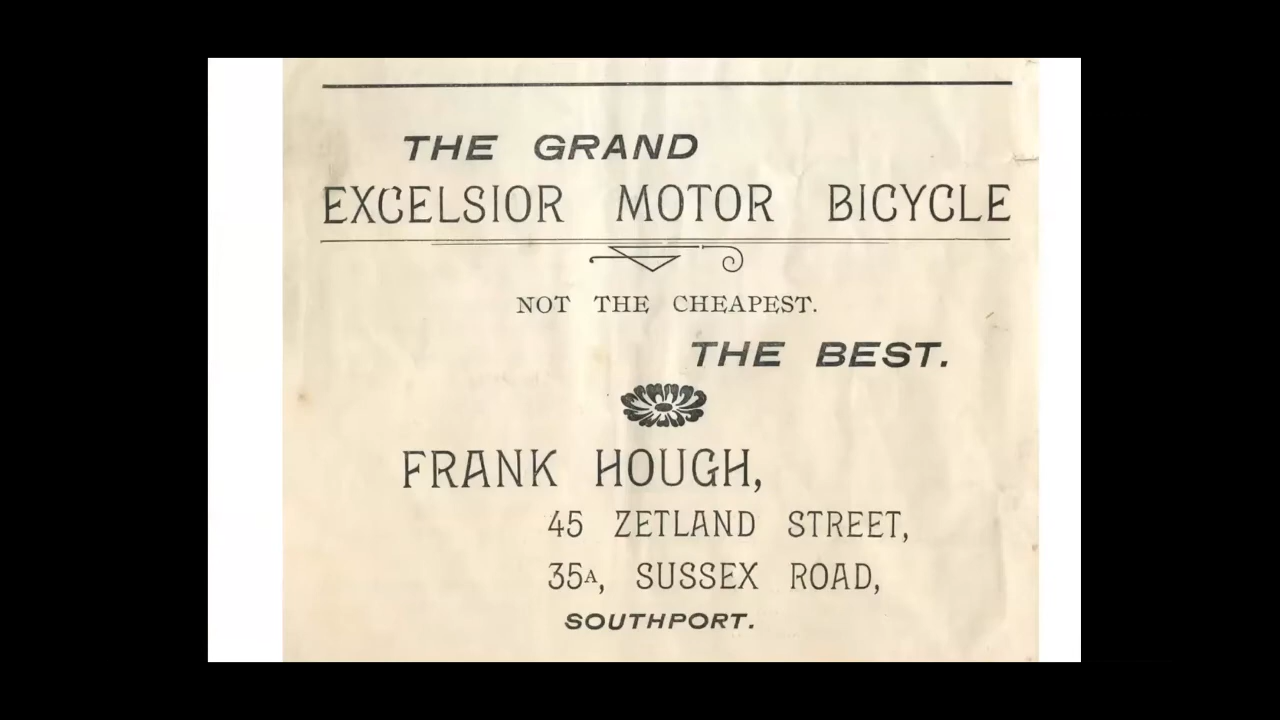 THE GRAND
EXCELSIOR MOTOR BICYCLE
NOT THE CHEAPEST.
THE BEST.
FRANK HOUGH,
45 ZETLAND STREET,
35A, SUSSEX ROAD,
SOUTHPORT.